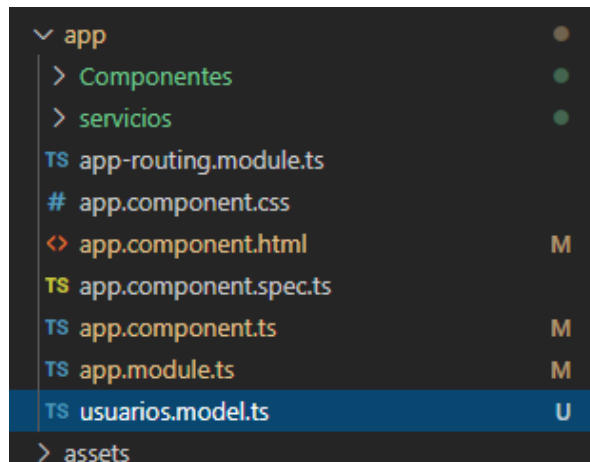 app
Componentes
servicios
TS app-routing.module.ts
# app.component.css
<> app.component.html M
TS app.component.spec.ts
TS app.component.ts M
TS app.module.ts M
TS usuarios.model.ts U
assets